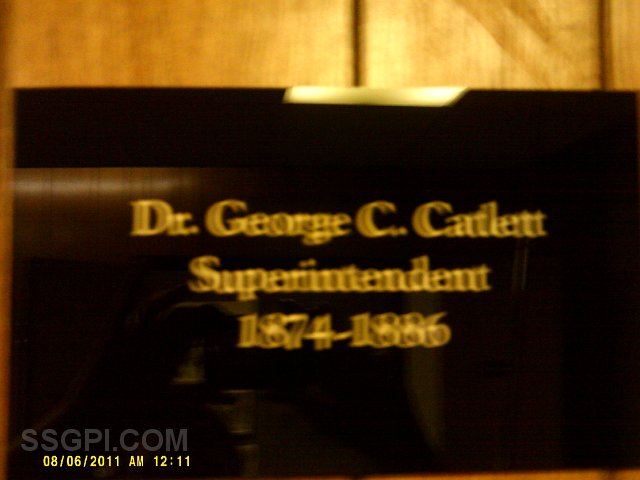 Dr. George C. Catlett
Superintendent
1874-1886
SSGPI.COM
08/06/2011 AM 12:11